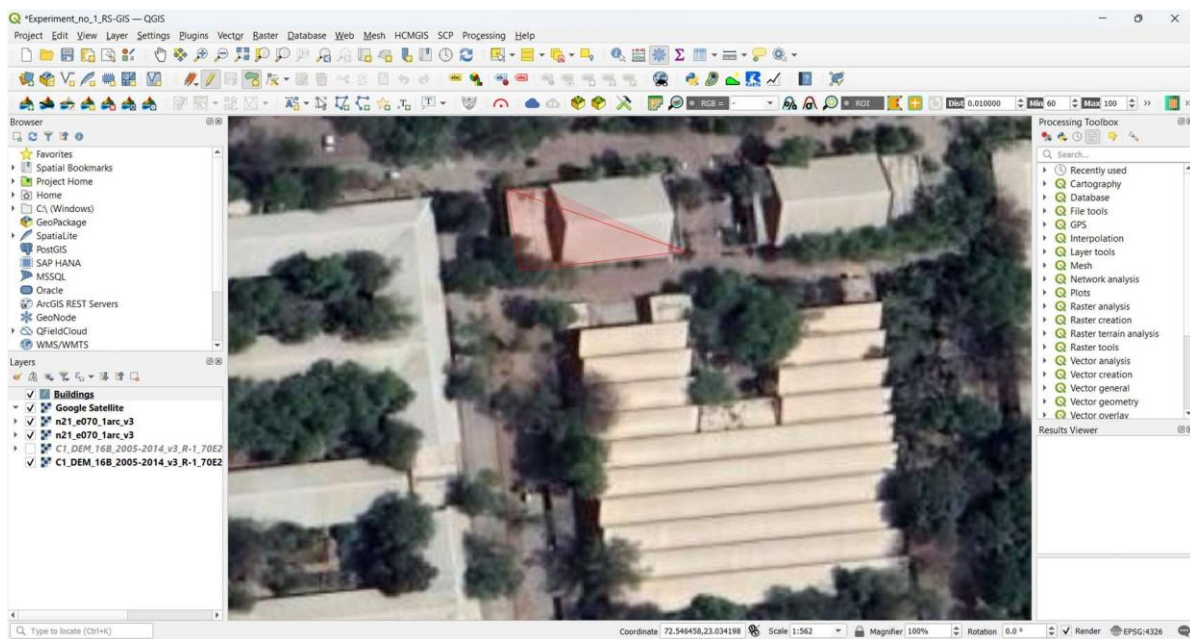 *Experiment_no_1_RS-GIS — QGIS
Project Edit View Layer Settings Plugins Vector Raster Database Web Mesh HCMGIS SCP Processing Help
RGB = - ROI Dist 0.010000 Min 60 Max 100
Browser
Favorites
Spatial Bookmarks
Project Home
Home
C:\ (Windows)
GeoPackage
SpatiaLite
PostGIS
SAP HANA
MSSQL
Oracle
ArcGIS REST Servers
GeoNode
QFieldCloud
WMS/WMTS
Layers
Buildings
Google Satellite
n21_e070_1arc_v3
n21_e070_1arc_v3
C1_DEM_16B_2005-2014_v3_R-1_70E2
C1_DEM_16B_2005-2014_v3_R-1_70E2
Processing Toolbox
Search...
Recently used
Cartography
Database
File tools
GPS
Interpolation
Layer tools
Mesh
Network analysis
Plots
Raster analysis
Raster creation
Raster terrain analysis
Raster tools
Vector analysis
Vector creation
Vector general
Vector geometry
Vector overlay
Results Viewer
Type to locate (Ctrl+K) Coordinate 72.546458,23.034198 Scale 1:562 Magnifier 100% Rotation 0.0 ° Render EPSG:4326